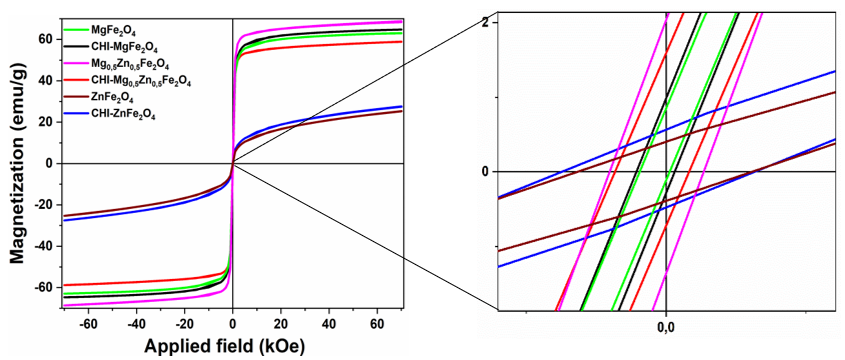 MgFe2O4
CHI-MgFe2O4
Mg0,5Zn0,5Fe2O4
CHI-Mg0,5Zn0,5Fe2O4
ZnFe2O4
CHI-ZnFe2O4
Magnetization (emu/g)
60
40
20
0
-20
-40
-60
-60 -40 -20 0 20 40 60
Applied field (kOe)
2
0
0,0